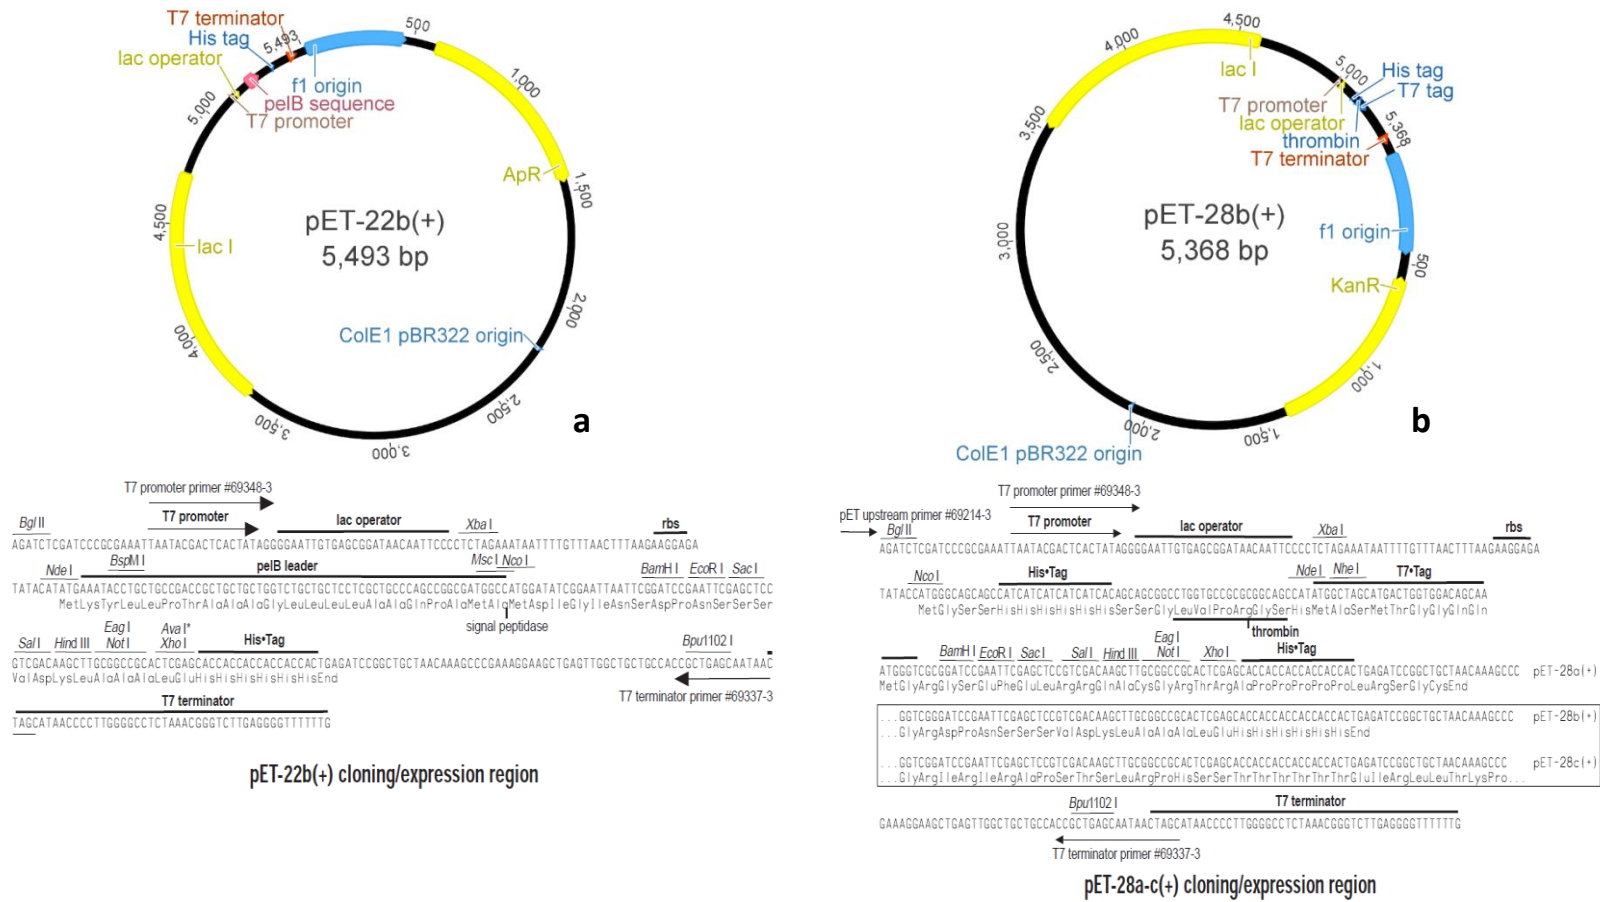 T7 terminator
His tag
lac operator
5,493
500
f1 origin
pelB sequence
T7 promoter
5,000
1,000
ApR
1,500
pET-22b(+)
5,493 bp
4,500
lac I
2,000
ColE1 pBR322 origin
4,000
2,500
3,500
3,000
a
4,500
4,000
lac I
5,000
His tag
T7 tag
T7 promoter
lac operator
thrombin
T7 terminator
5,368
3,500
pET-28b(+)
5,368 bp
f1 origin
500
KanR
3,000
2,500
1,000
2,000
1,500
ColE1 pBR322 origin
b
T7 promoter primer #69348-3
Bgl II
T7 promoter
lac operator
Xba I
rbs
AGATCTCGATCCCGCGAAATTAATACGACTCACTATAGGGGAATTGTGAGCGGATAACAATTCCCCTCTAGAAATAATTTTGTTTAACTTTAAGAAGGAGA
Nde I
BspM I
pelB leader
Msc I
Nco I
BamH I
EcoR I
Sac I
TATACATATGAAATACCTGCTGCCGACCGCTGCTGCTGGTCTGCTGCTCCTCGCTGCCCAGCCGGCGATGGCCATGGATATCGGAATTAATTCGGATCCGAATTCGAGCTCC
MetLysTyrLeuLeuProThrAlaAlaAlaGlyLeuLeuLeuLeuAlaAlaGlnProAlaMetAlaMetAspIleGlyIleAsnSerAspProAsnSerSerSer
signal peptidase
Sal I
Hind III
Eag I
Not I
Ava I*
Xho I
His•Tag
Bpu1102 I
GTCGACAAGCTTGCGGCCGCACTCGAGCACCACCACCACCACCACTGAGATCCGGCTGCTAACAAAGCCCGAAAGGAAGCTGAGTTGGCTGCTGCCACCGCTGAGCAATAAC
ValAspLysLeuAlaAlaAlaLeuGluHisHisHisHisHisHisEnd
T7 terminator primer #69337-3
T7 terminator
TAGCATAACCCCTTGGGGCCTCTAAACGGGTCTTGAGGGGTTTTTTG
pET-22b(+) cloning/expression region
T7 promoter primer #69348-3
pET upstream primer #69214-3
Bgl II
T7 promoter
lac operator
Xba I
rbs
AGATCTCGATCCCGCGAAATTAATACGACTCACTATAGGGGAATTGTGAGCGGATAACAATTCCCCTCTAGAAATAATTTTGTTTAACTTTAAGAAGGAGA
Nco I
His•Tag
Nde I
Nhe I
T7•Tag
TATACCATGGGCAGCAGCCATCATCATCATCATCACAGCAGCGGCCTGGTGCCGCGCGGCAGCCATATGGCTAGCATGACTGGTGGACAGCAA
MetGlySerSerHisHisHisHisHisHisSerSerGlyLeuValProArgGlySerHisMetAlaSerMetThrGlyGlyGlnGln
thrombin
BamH I
EcoR I
Sac I
Sal I
Hind III
Eag I
Not I
Xho I
His•Tag
ATGGGTCGCGGATCCGAATTCGAGCTCCGTCGACAAGCTTGCGGCCGCACTCGAGCACCACCACCACCACCACTGAGATCCGGCTGCTAACAAAGCCC pET-28a(+)
MetGlyArgGlySerGluPheGluLeuArgArgGlnAlaCysGlyArgThrArgAlaProProProProProLeuArgSerGlyCysEnd
...GGTCGGGATCCGAATTCGAGCTCCGTCGACAAGCTTGCGGCCGCACTCGAGCACCACCACCACCACCACTGAGATCCGGCTGCTAACAAAGCCC pET-28b(+)
...GlyArgAspProAsnSerSerSerValAspLysLeuAlaAlaAlaLeuGluHisHisHisHisHisHisEnd
...GGTCGGATCCGAATTCGAGCTCCGTCGACAAGCTTGCGGCCGCACTCGAGCACCACCACCACCACCACTGAGATCCGGCTGCTAACAAAGCCC pET-28c(+)
...GlyArgIleArgIleArgAlaProSerThrSerLeuArgProHisSerSerThrThrThrThrThrThrGluIleArgLeuLeuThrLysPro...
Bpu1102 I
T7 terminator
GAAAGGAAGCTGAGTTGGCTGCTGCCACCGCTGAGCAATAACTAGCATAACCCCTTGGGGCCTCTAAACGGGTCTTGAGGGGTTTTTTG
T7 terminator primer #69337-3
pET-28a-c(+) cloning/expression region